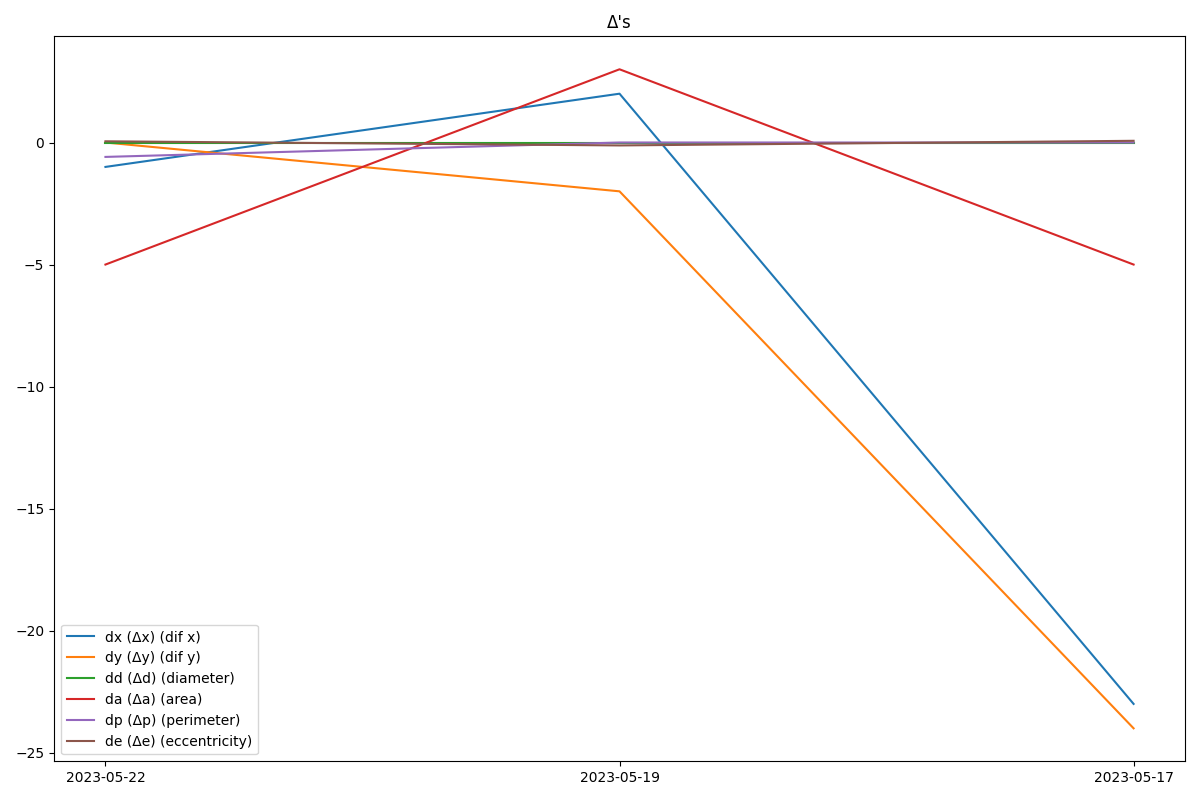 Δ's
0
−5
−10
−15
−20
−25
dx (Δx) (dif x)
dy (Δy) (dif y)
dd (Δd) (diameter)
da (Δa) (area)
dp (Δp) (perimeter)
de (Δe) (eccentricity)
2023-05-22 2023-05-19 2023-05-17